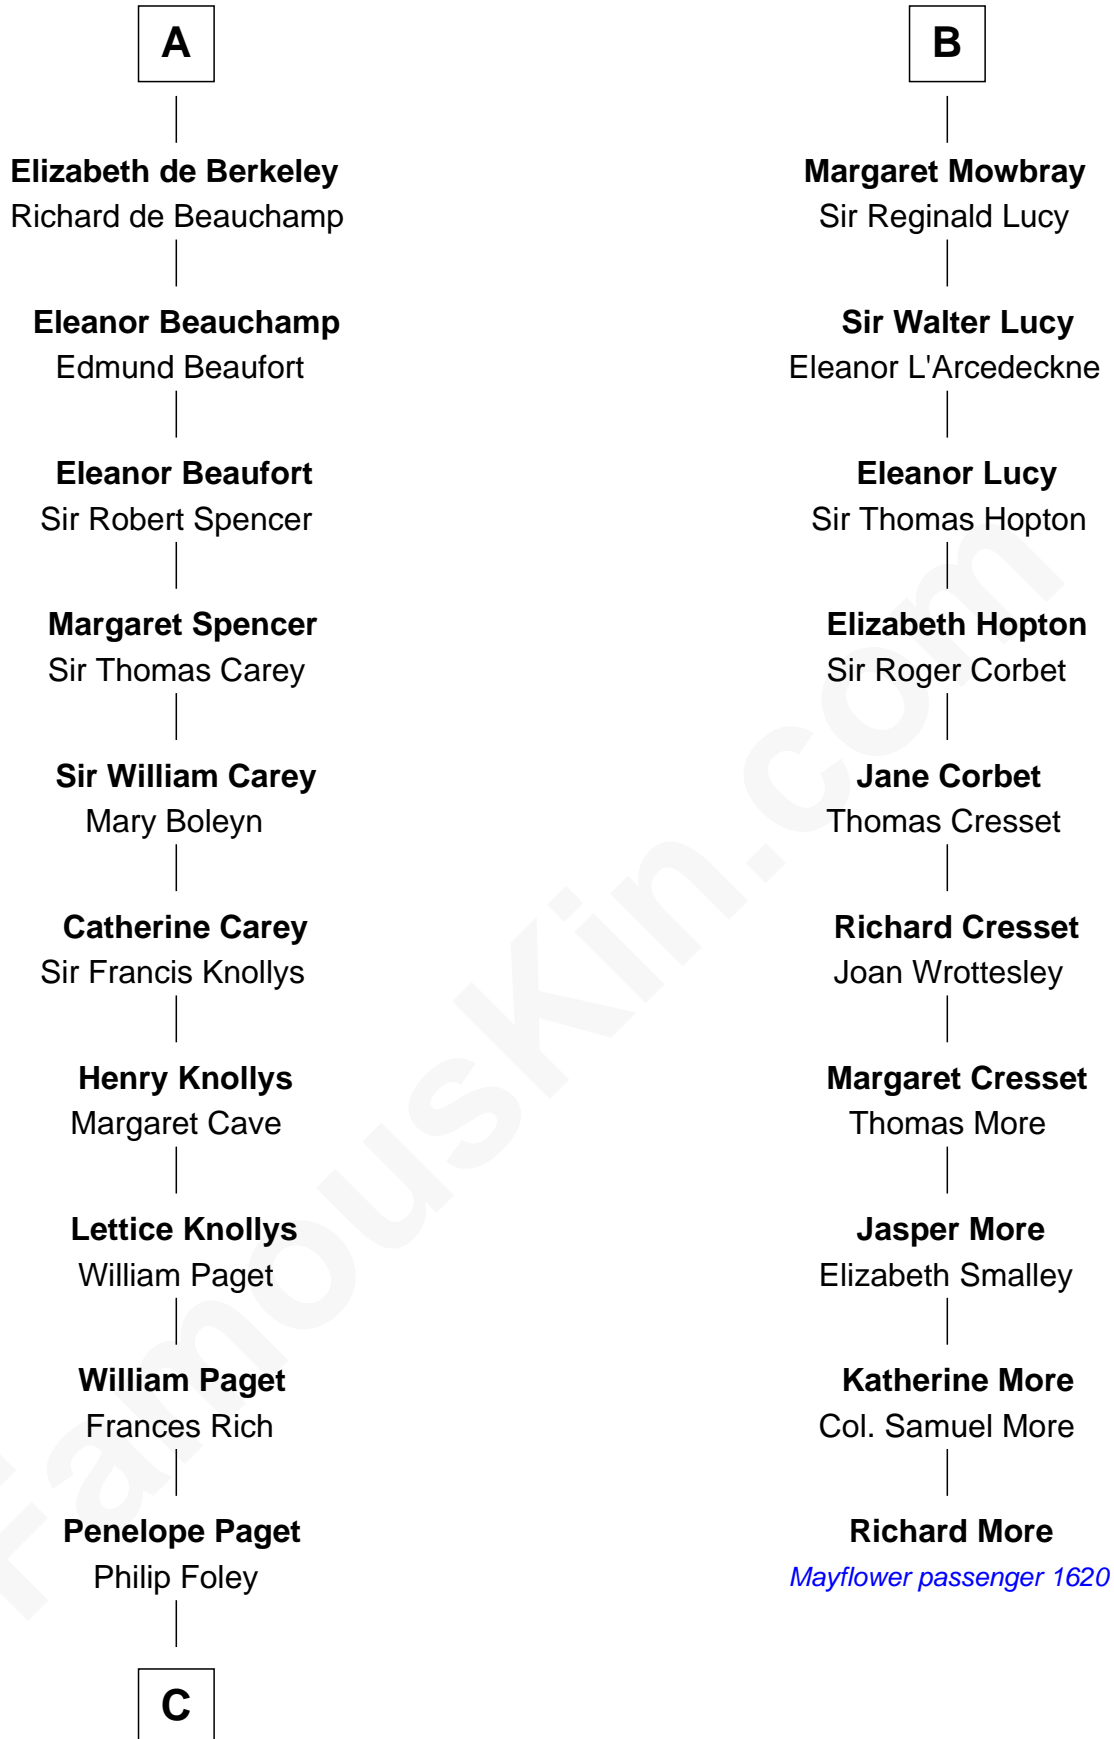 A
Elizabeth de Berkeley
Richard de Beauchamp
Eleanor Beauchamp
Edmund Beaufort
Eleanor Beaufort
Sir Robert Spencer
Margaret Spencer
Sir Thomas Carey
Sir William Carey
Mary Boleyn
Catherine Carey
Sir Francis Knollys
Henry Knollys
Margaret Cave
Lettice Knollys
William Paget
William Paget
Frances Rich
Penelope Paget
Philip Foley
C
B
Margaret Mowbray
Sir Reginald Lucy
Sir Walter Lucy
Eleanor L'Arcedeckne
Eleanor Lucy
Sir Thomas Hopton
Elizabeth Hopton
Sir Roger Corbet
Jane Corbet
Thomas Cresset
Richard Cresset
Joan Wrottesley
Margaret Cresset
Thomas More
Jasper More
Elizabeth Smalley
Katherine More
Col. Samuel More
Richard More
Mayflower passenger 1620
FamousKin.com